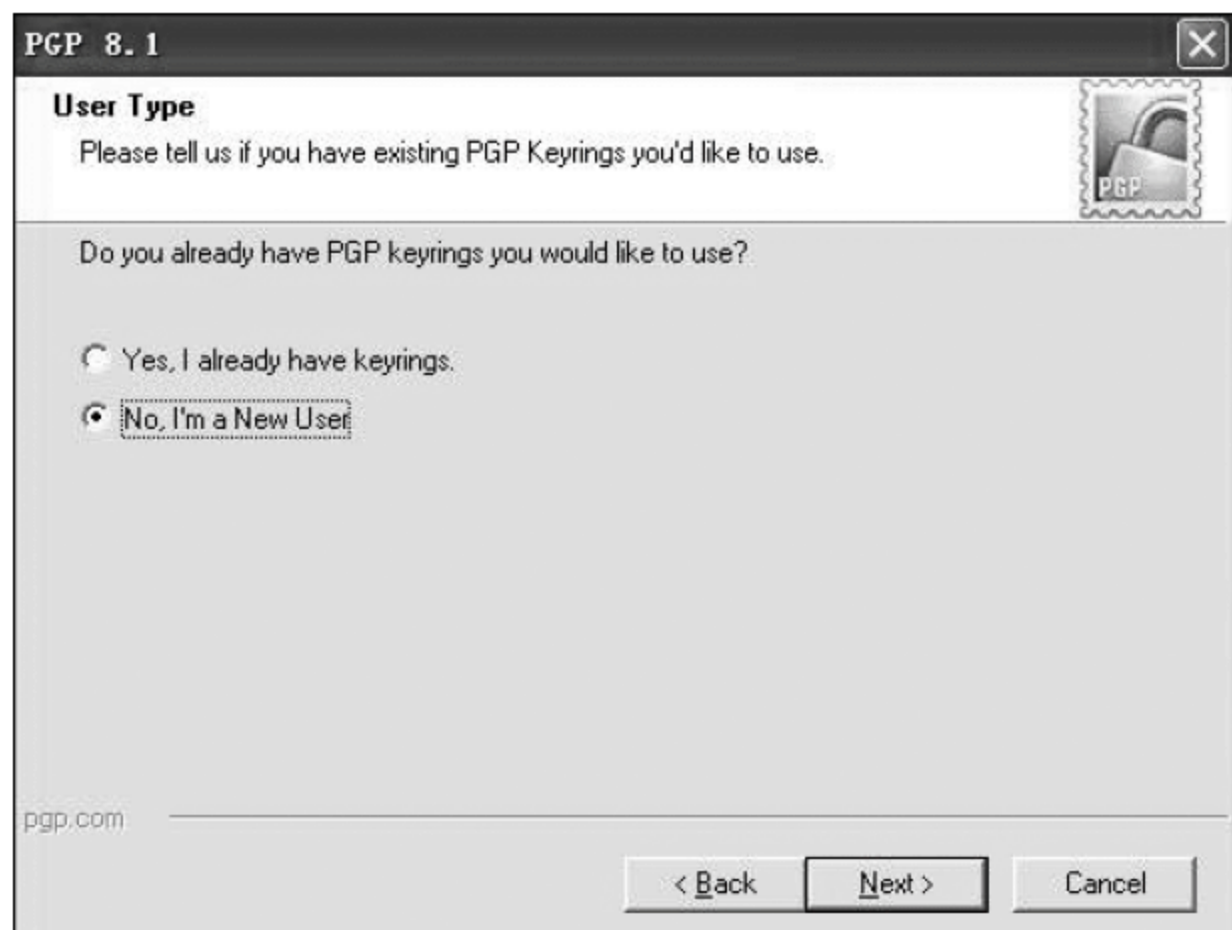 PGP 8.1
User Type
Please tell us if you have existing PGP Keyrings you'd like to use.
PGP
Do you already have PGP keyrings you would like to use?
Yes, I already have keyrings.
No, I'm a New User
pgp.com
< Back Next > Cancel